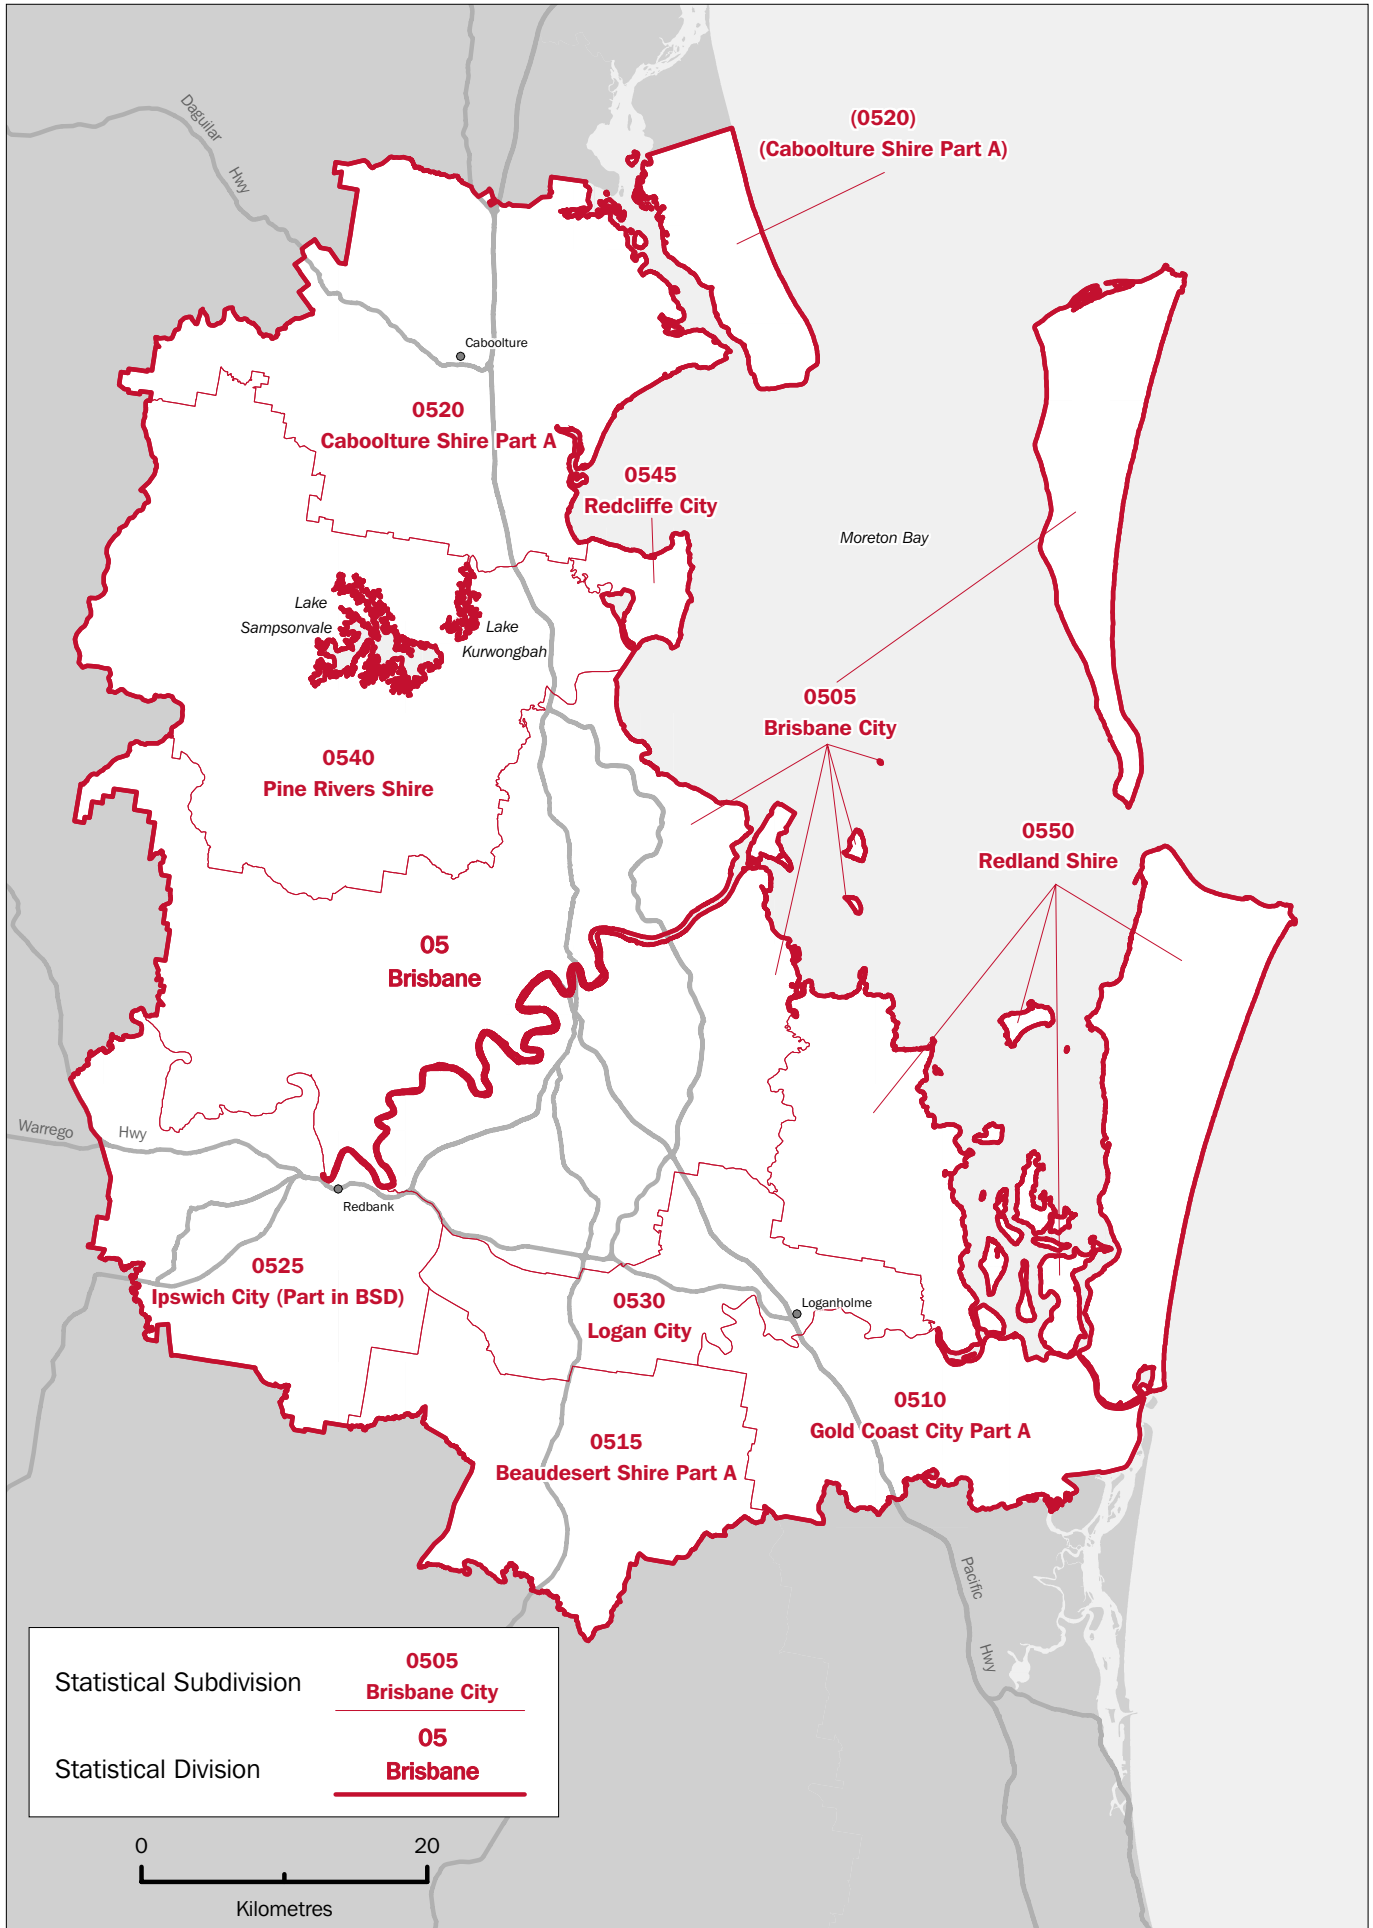 Daguilar
Hwy
(0520)
(Caboolture Shire Part A)
Caboolture
0520
Caboolture Shire Part A
0545
Redcliffe City
Moreton Bay
Lake
Sampsonvale
Lake
Kurwongbah
0505
Brisbane City
0540
Pine Rivers Shire
0550
Redland Shire
05
Brisbane
Warrego
Hwy
Redbank
0525
Ipswich City (Part in BSD)
0530
Logan City
Loganholme
0510
Gold Coast City Part A
0515
Beaudesert Shire Part A
Pacific
Hwy
Statistical Subdivision
0505
Brisbane City
Statistical Division
05
Brisbane
0
20
Kilometres